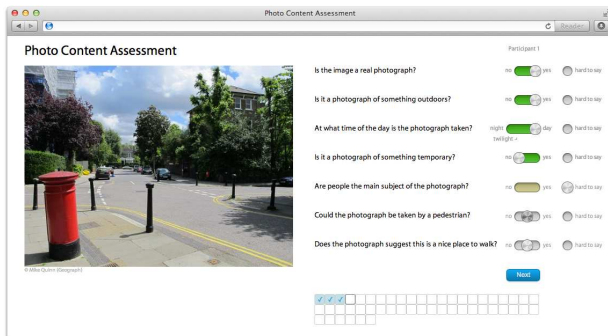 Photo Content Assessment
Reader
Photo Content Assessment
Participant 1
Is the image a real photograph?
no yes hard to say
Is it a photograph of something outdoors?
no yes hard to say
At what time of the day is the photograph taken?
night day hard to say
twilight ›
Is it a photograph of something temporary?
no yes hard to say
Are people the main subject of the photograph?
no yes hard to say
Could the photograph be taken by a pedestrian?
no yes hard to say
Does the photograph suggest this is a nice place to walk?
no yes hard to say
© Mike Quinn (Geograph)
Next